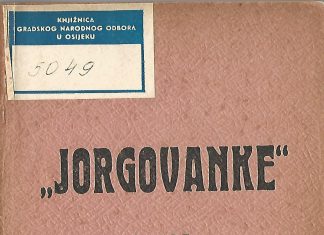 KNJIŽNICA
GRADSKOG NARODNOG ODBORA
U OSIJEKU
5049
„JORGOVANKE“